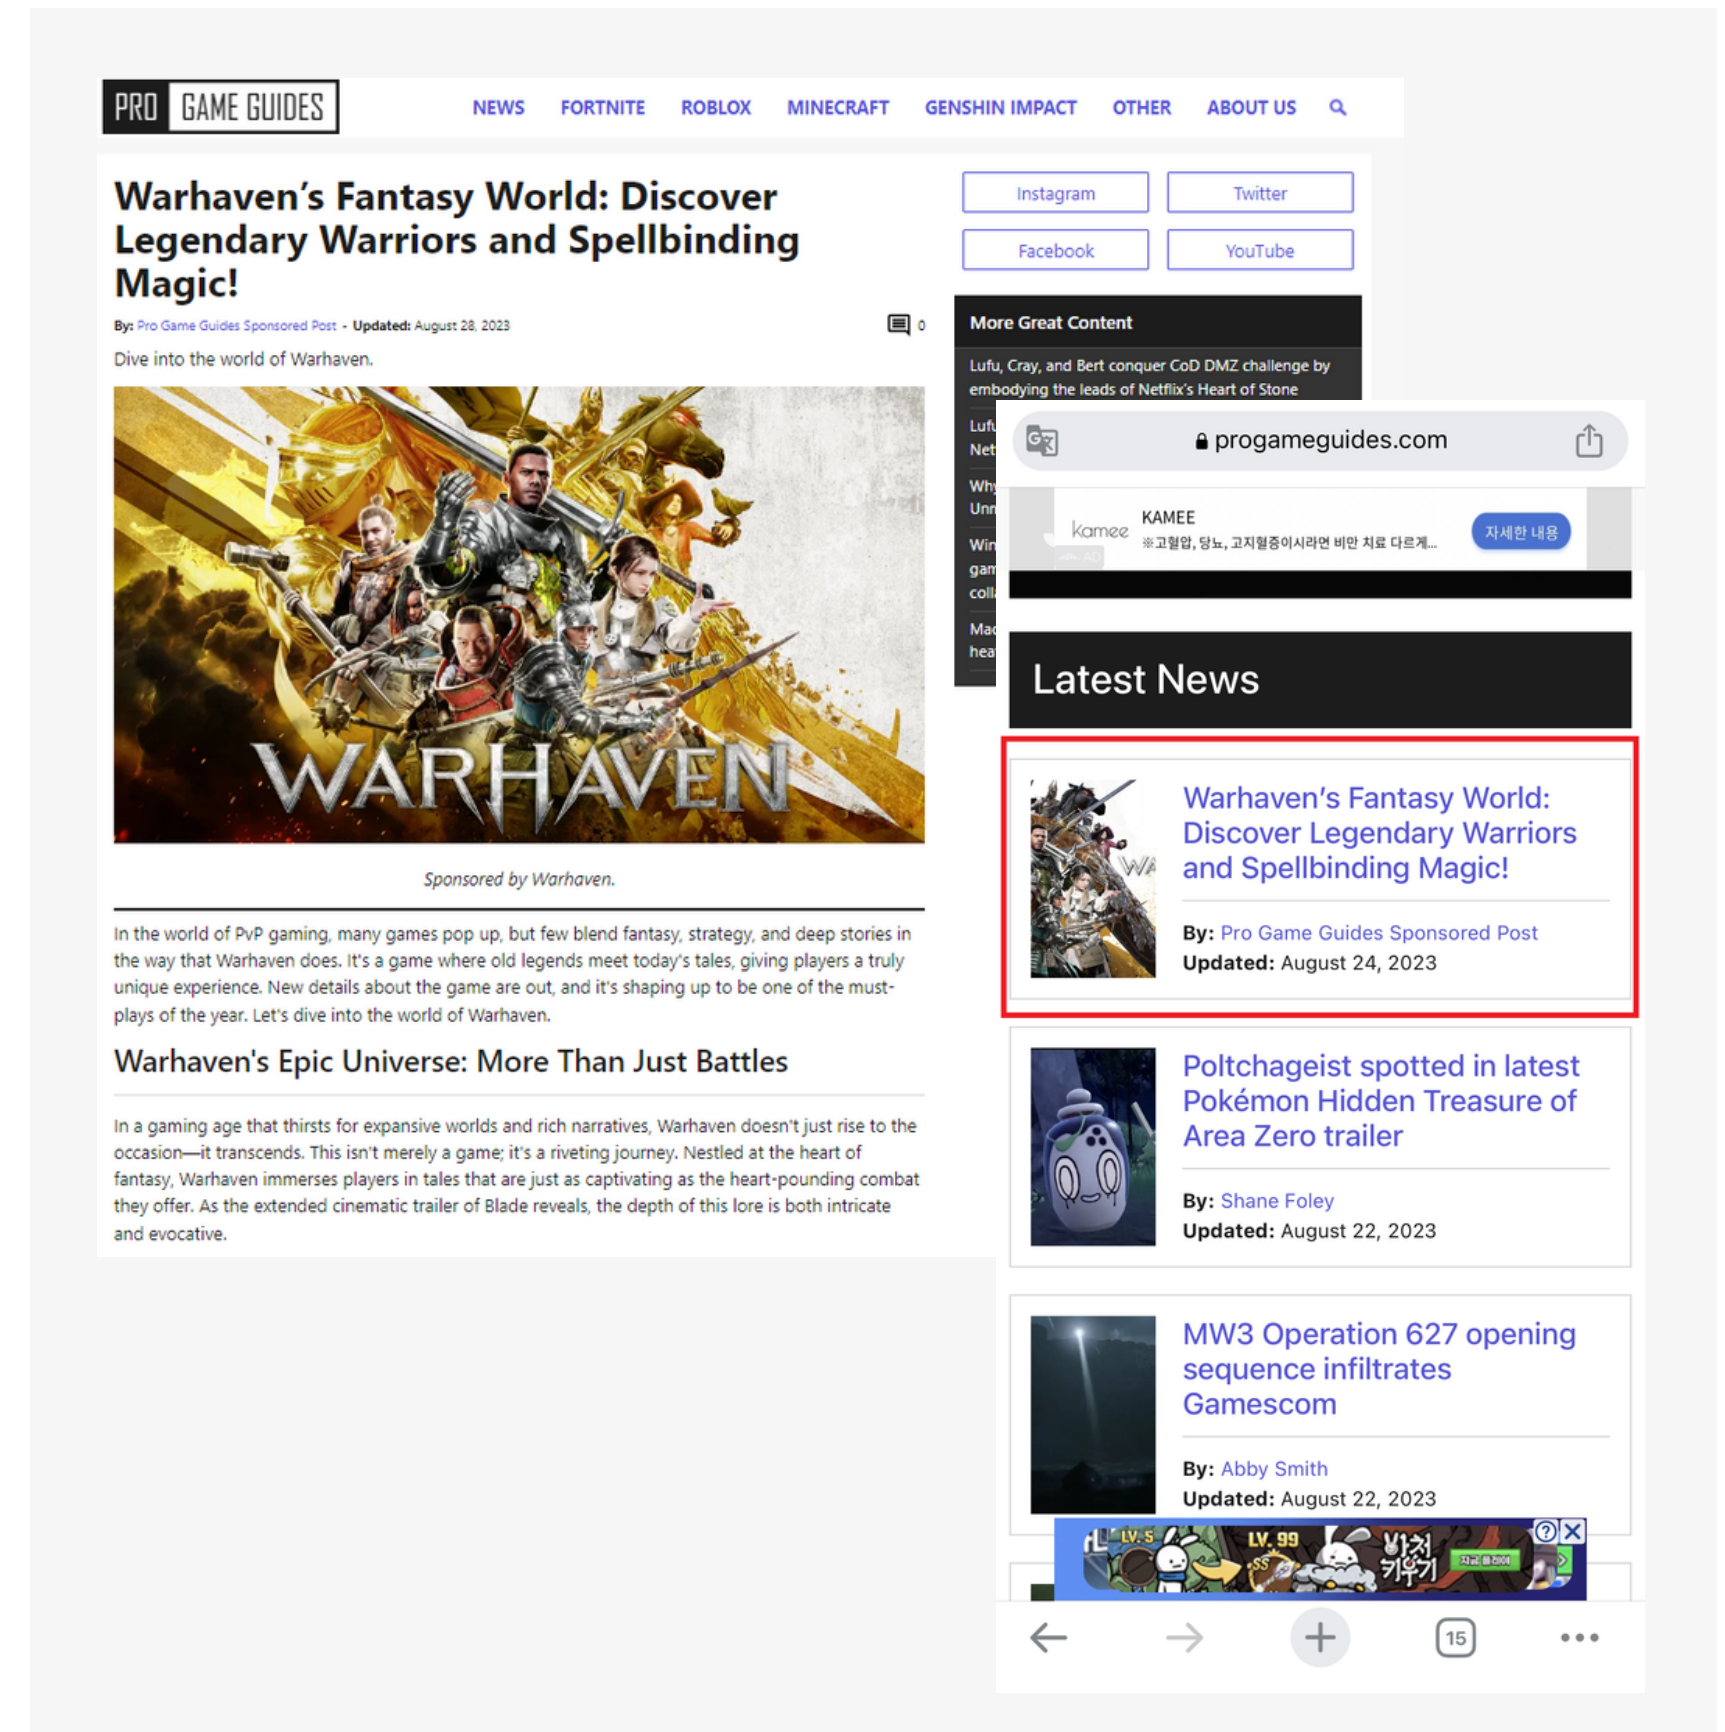 PRO GAME GUIDES
NEWS FORTNITE ROBLOX MINECRAFT GENSHIN IMPACT OTHER ABOUT US
Warhaven's Fantasy World: Discover
Legendary Warriors and Spellbinding
Magic!
By: Pro Game Guides Sponsored Post - Updated: August 28, 2023
0
Dive into the world of Warhaven.
WARHAVEN
Sponsored by Warhaven.
In the world of PvP gaming, many games pop up, but few blend fantasy, strategy, and deep stories in
the way that Warhaven does. It's a game where old legends meet today's tales, giving players a truly
unique experience. New details about the game are out, and it's shaping up to be one of the must-
plays of the year. Let's dive into the world of Warhaven.
Warhaven's Epic Universe: More Than Just Battles
In a gaming age that thirsts for expansive worlds and rich narratives, Warhaven doesn't just rise to the
occasion—it transcends. This isn't merely a game; it's a riveting journey. Nestled at the heart of
fantasy, Warhaven immerses players in tales that are just as captivating as the heart-pounding combat
they offer. As the extended cinematic trailer of Blade reveals, the depth of this lore is both intricate
and evocative.
Instagram Twitter
Facebook YouTube
More Great Content
Lufu, Cray, and Bert conquer CoD DMZ challenge by
embodying the leads of Netflix's Heart of Stone
Lufu
Net
Why
Unn
Win
gam
coll
Mad
hea
progameguides.com
kamee KAMEE
※고혈압, 당뇨, 고지혈증이시라면 비만 치료 다르게...
자세한 내용
AD
Latest News
Warhaven's Fantasy World:
Discover Legendary Warriors
and Spellbinding Magic!
By: Pro Game Guides Sponsored Post
Updated: August 24, 2023
WA
Poltchageist spotted in latest
Pokémon Hidden Treasure of
Area Zero trailer
By: Shane Foley
Updated: August 22, 2023
MW3 Operation 627 opening
sequence infiltrates
Gamescom
By: Abby Smith
Updated: August 22, 2023
LV. 5
LV. 99
SS
키우기
15